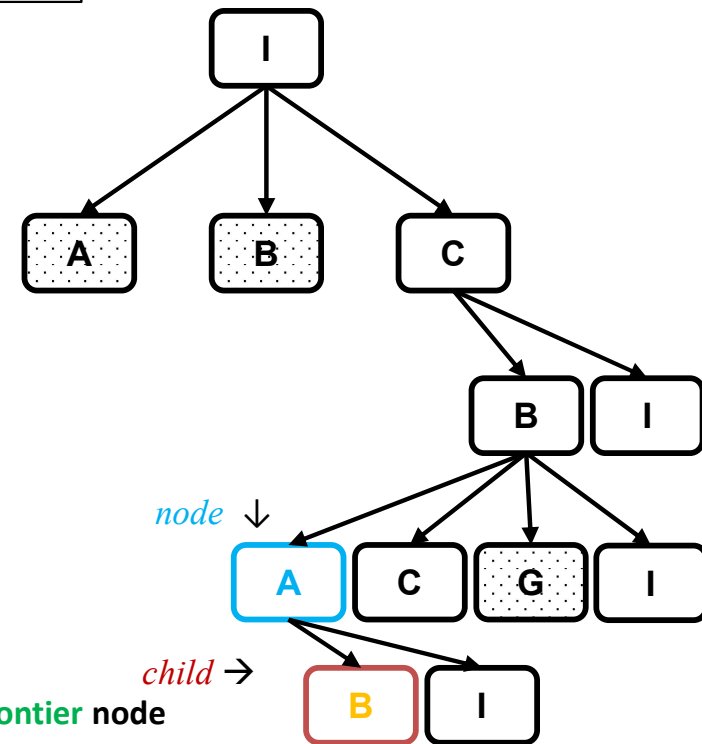 I
A B C
B I
node ↓
A C G I
child →
B I
ontier node